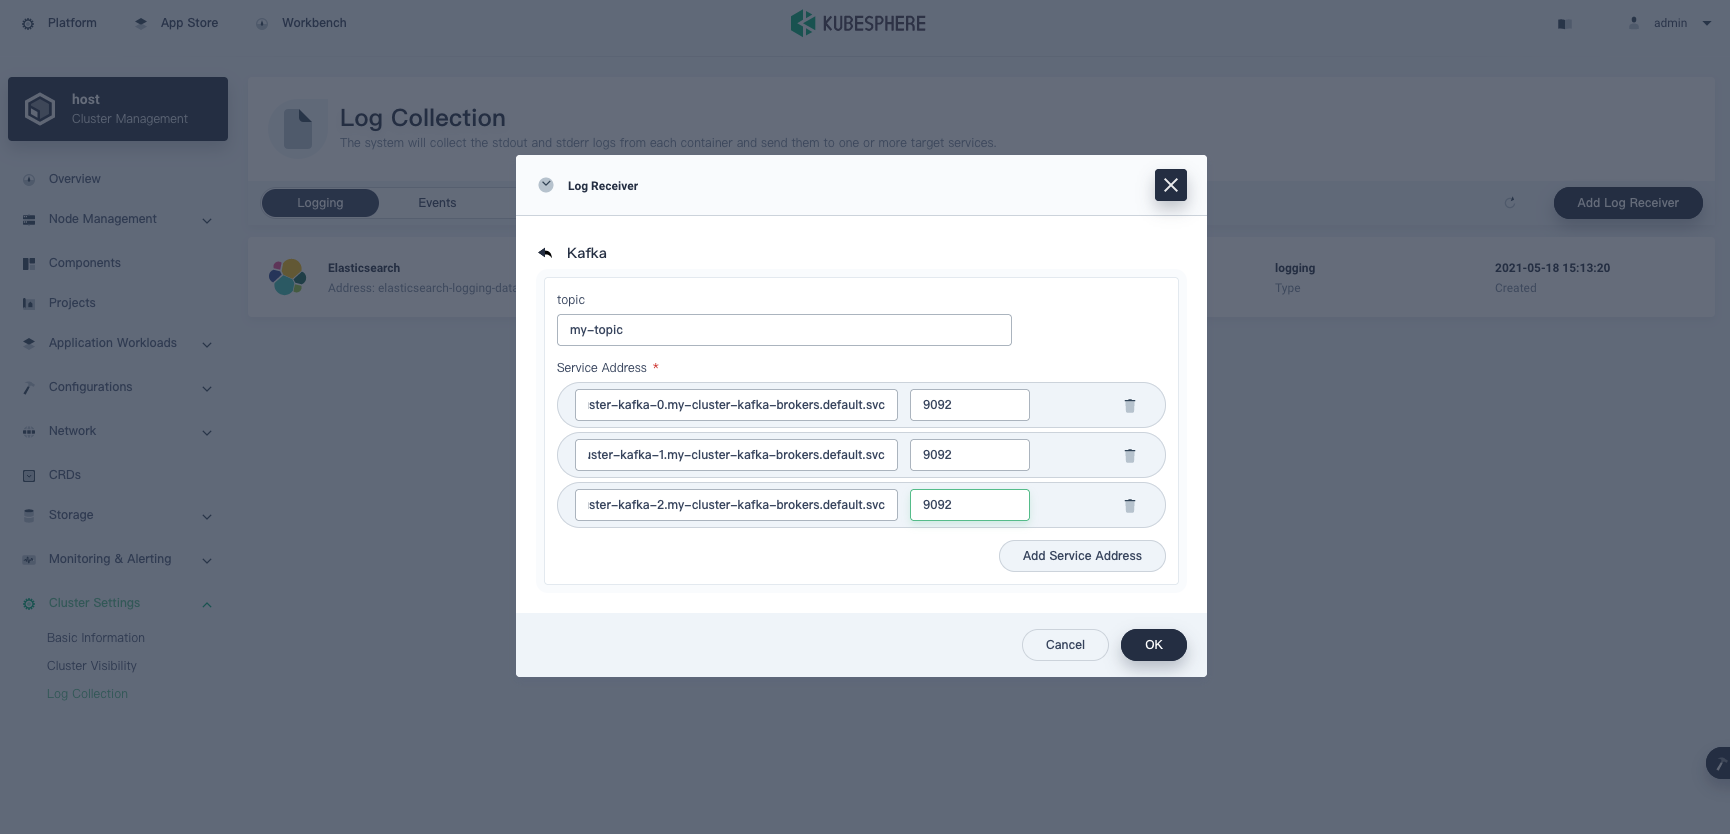 Platform
App Store
Workbench
KUBESPHERE
admin
host
Cluster Management
Overview
Node Management
Components
Projects
Application Workloads
Configurations
Network
CRDs
Storage
Monitoring & Alerting
Cluster Settings
Basic Information
Cluster Visibility
Log Collection
Log Collection
The system will collect the stdout and stderr logs from each container and send them to one or more target services.
Logging
Events
Add Log Receiver
Elasticsearch
Address: elasticsearch-logging-data
logging
Type
2021-05-18 15:13:20
Created
Log Receiver
Kafka
topic
my-topic
Service Address *
ster-kafka-0.my-cluster-kafka-brokers.default.svc
9092
uster-kafka-1.my-cluster-kafka-brokers.default.svc
9092
ster-kafka-2.my-cluster-kafka-brokers.default.svc
9092
Add Service Address
Cancel
OK